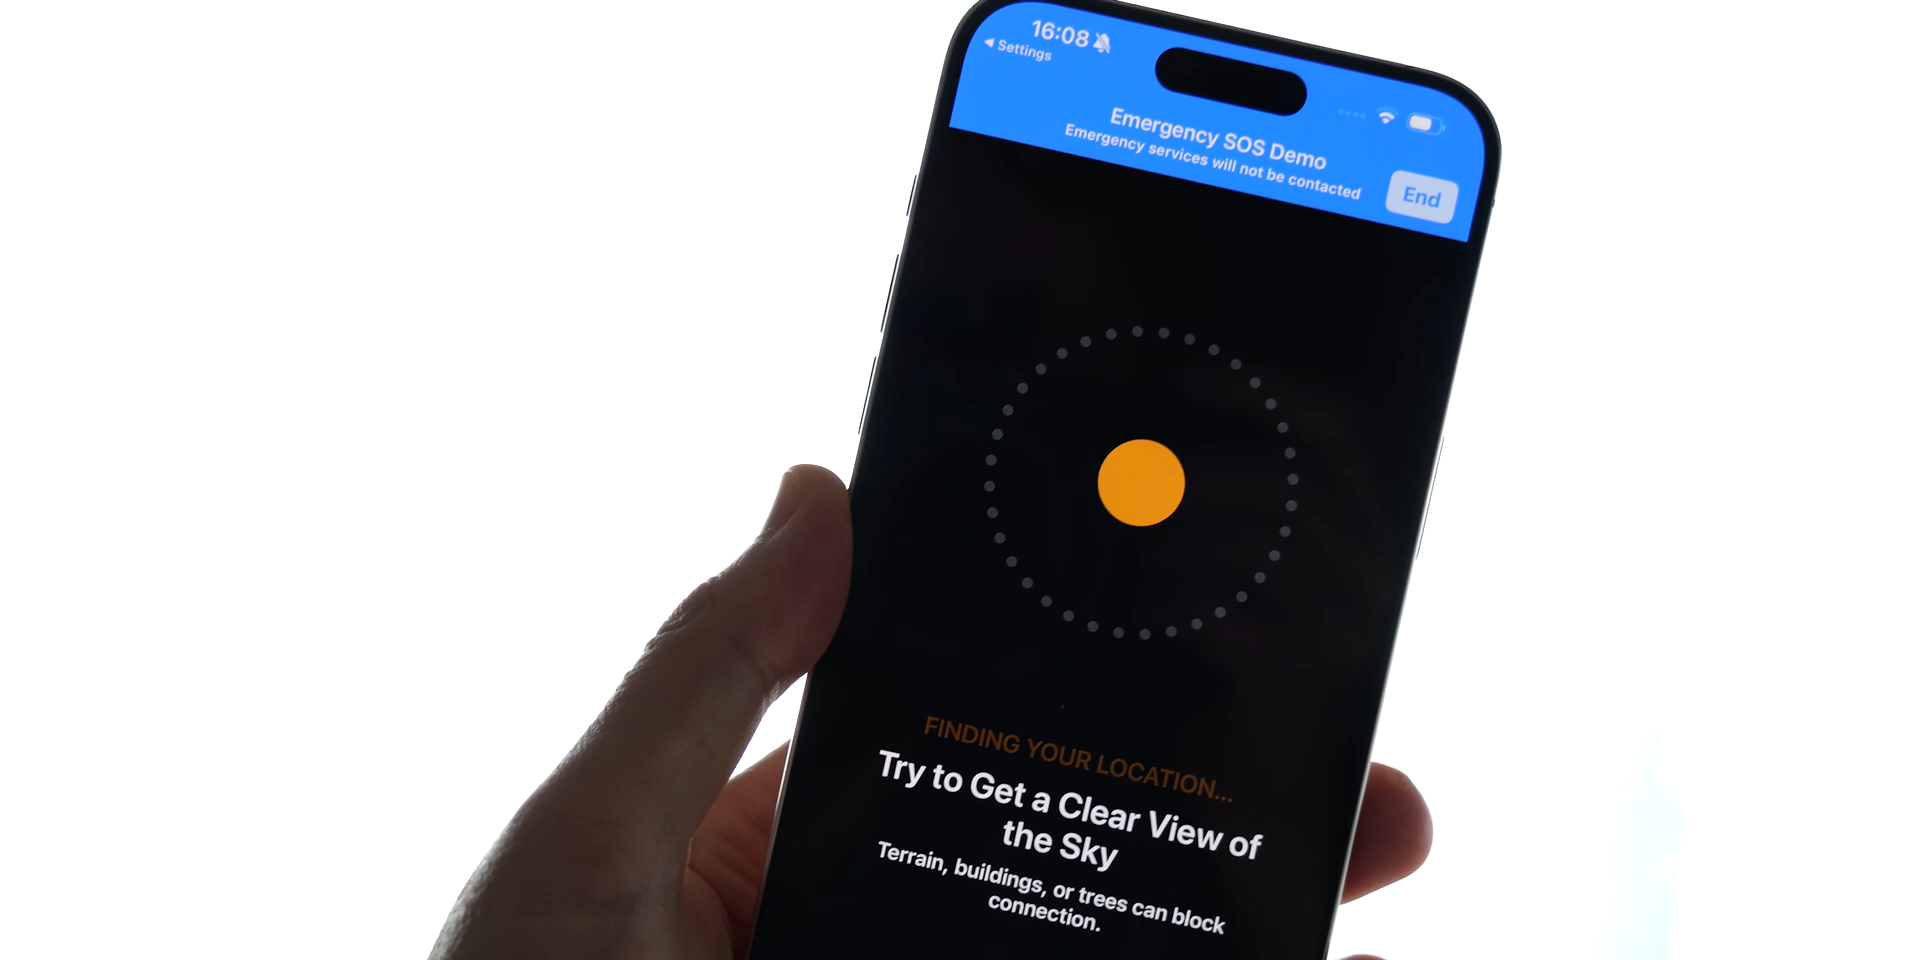 16:08
Settings
Emergency SOS Demo
Emergency services will not be contacted
End
FINDING YOUR LOCATION...
Try to Get a Clear View of
the Sky
Terrain, buildings, or trees can block
connection.